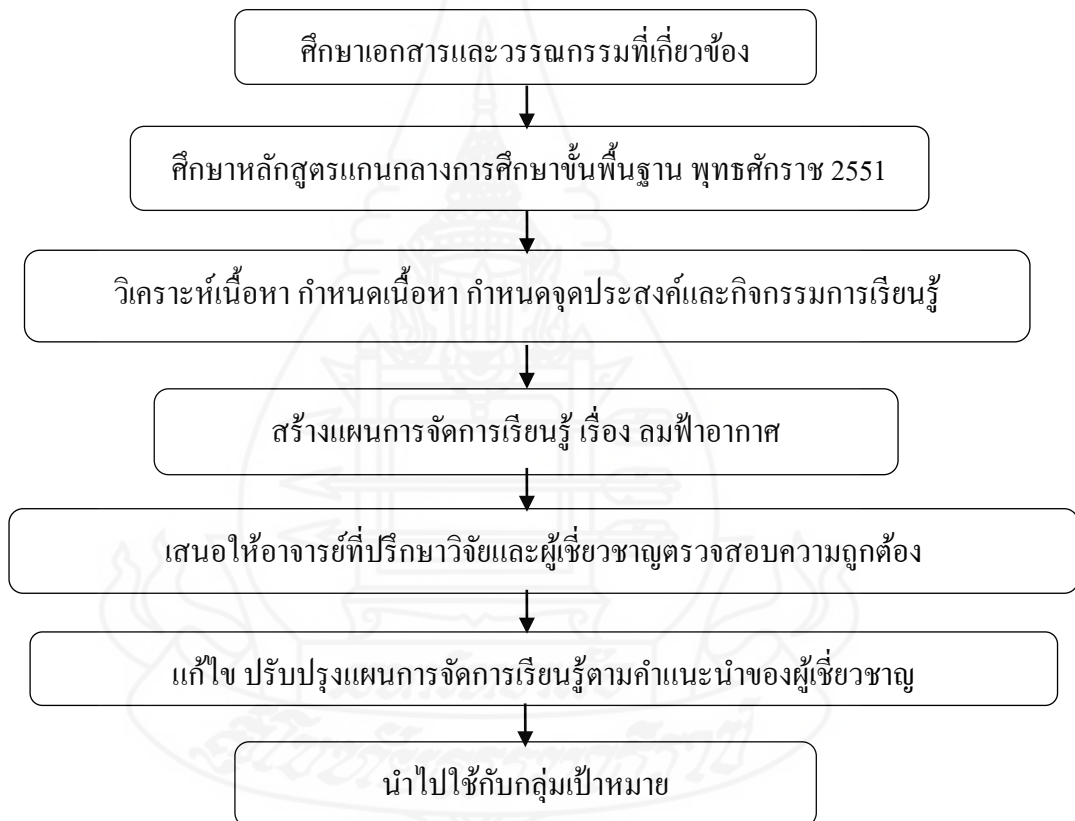 ศึกษาเอกสารและวรรณกรรมที่เกี่ยวข้อง
ศึกษาหลักสูตรแกนกลางการศึกษาขั้นพื้นฐาน พุทธศักราช 2551
วิเคราะห์เนื้อหา กำหนดเนื้อหา กำหนดจุดประสงค์และกิจกรรมการเรียนรู้
สร้างแผนการจัดการเรียนรู้ เรื่อง ลมฟ้าอากาศ
เสนอให้อาจารย์ที่ปรึกษาวิจัยและผู้เชี่ยวชาญตรวจสอบความถูกต้อง
แก้ไข ปรับปรุงแผนการจัดการเรียนรู้ตามคำแนะนำของผู้เชี่ยวชาญ
นำไปใช้กับกลุ่มเป้าหมาย